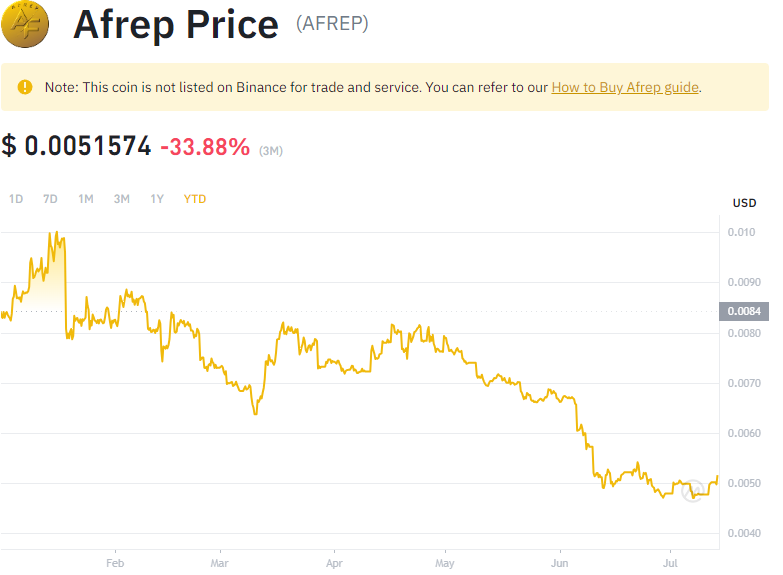 AFREP
AF
Afrep Price (AFREP)
Note: This coin is not listed on Binance for trade and service. You can refer to our How to Buy Afrep guide.
$ 0.0051574 -33.88% (3M)
1D 7D 1M 3M 1Y YTD
USD
0.010
0.0090
0.0084
0.0080
0.0070
0.0060
0.0050
0.0040
Feb Mar Apr May Jun Jul